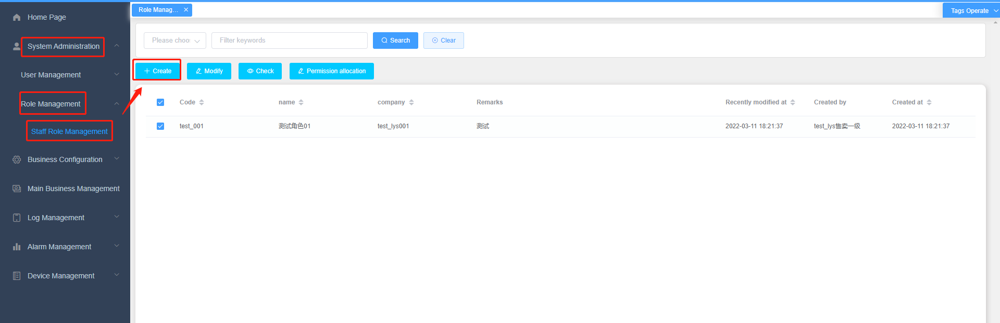 Home Page
System Administration
User Management
Role Management
Staff Role Management
Business Configuration
Main Business Management
Log Management
Alarm Management
Device Management
Role Manag...
Tags Operate
Please choo
Filter keywords
Search
Clear
Create
Modify
Check
Permission allocation
Code name company Remarks Recently modified at Created by Created at
test_001 测试角色01 test_lys001 测试 2022-03-11 18:21:37 test_lys售卖一级 2022-03-11 18:21:37